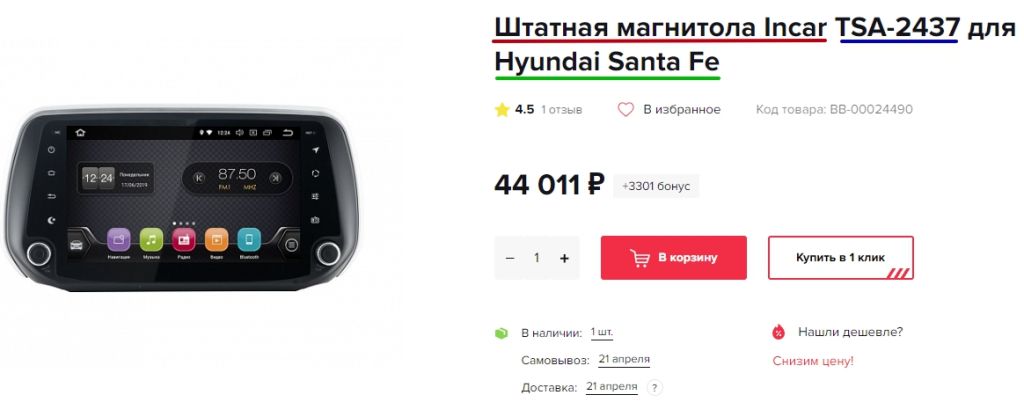 Штатная магнитола Incar TSA-2437 для
Hyundai Santa Fe
4.5 1 отзыв
В избранное
Код товара: BB-00024490
44 011 ₽
+3301 бонус
− 1 +
В корзину
Купить в 1 клик
В наличии: 1 шт.
Самовывоз: 21 апреля
Доставка: 21 апреля ?
Нашли дешевле?
Снизим цену!
12:24
12 24
Понедельник
17/06/2019
87.50
FM1 MHZ
Навигация
Музыка
Радио
Видео
Bluetooth